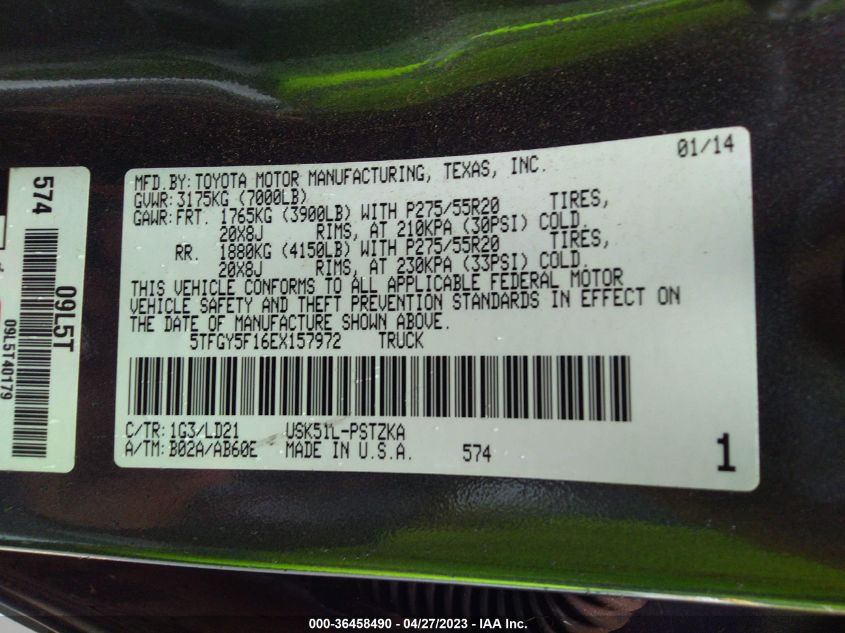 574
09L5T
09L5T40179
MFD.BY:TOYOTA MOTOR MANUFACTURING, TEXAS, INC. 01/14
GVWR:3175KG (7000LB)
GAWR:FRT. 1765KG (3900LB) WITH P275/55R20 TIRES,
20X8J RIMS, AT 210KPA (30PSI) COLD.
RR. 1880KG (4150LB) WITH P275/55R20 TIRES,
20X8J RIMS, AT 230KPA (33PSI) COLD.
THIS VEHICLE CONFORMS TO ALL APPLICABLE FEDERAL MOTOR
VEHICLE SAFETY AND THEFT PREVENTION STANDARDS IN EFFECT ON
THE DATE OF MANUFACTURE SHOWN ABOVE.
5TFGY5F16EX157972 TRUCK
C/TR:1G3/LD21 USK51L-PSTZKA
A/TM:B02A/AB60E MADE IN U.S.A. 574 1
000-36458490 - 04/27/2023 - IAA Inc.